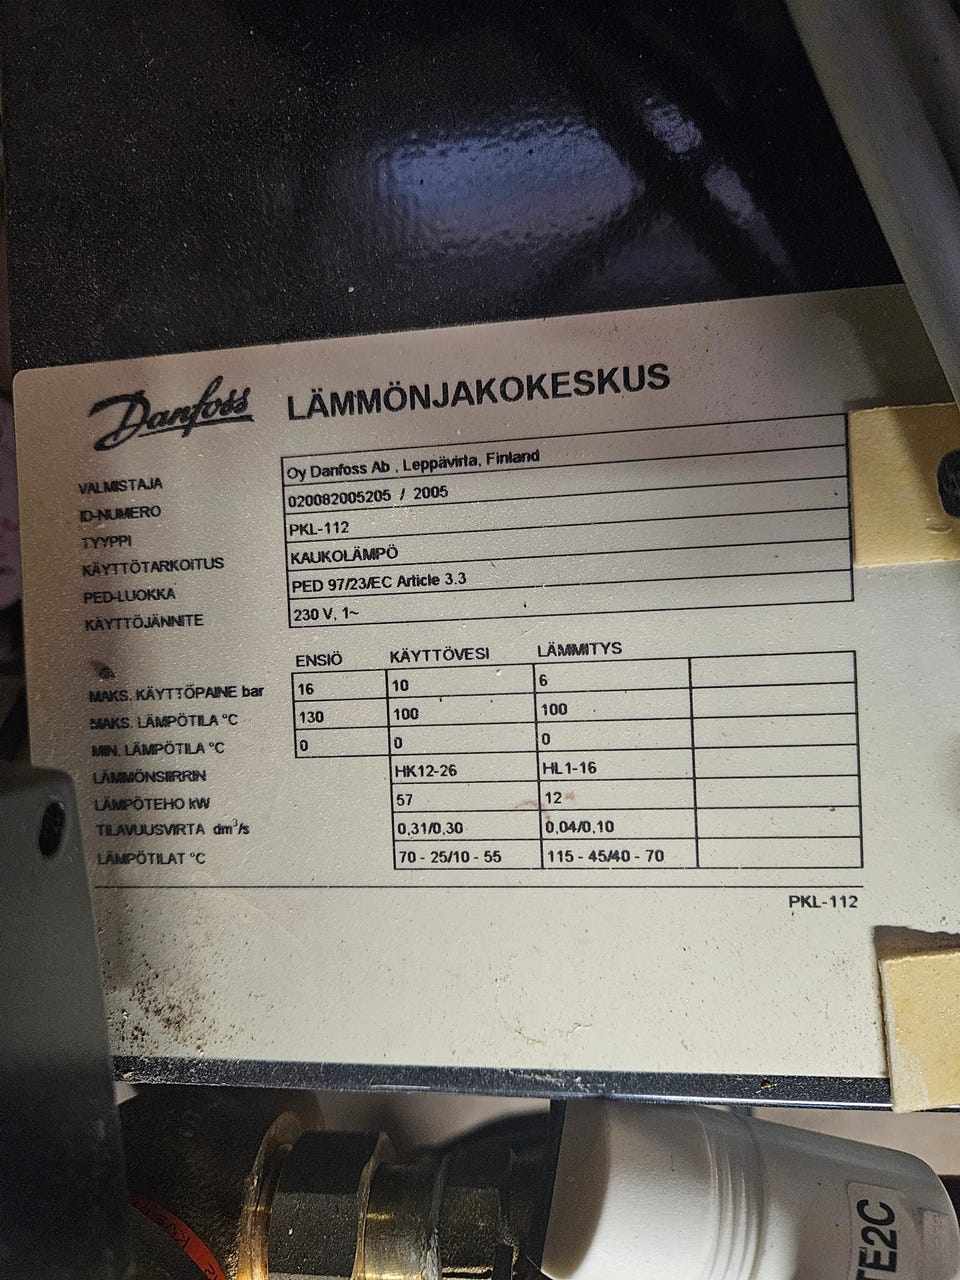 Danfoss LÄMMÖNJAKOKESKUS
VALMISTAJA Oy Danfoss Ab , Leppävirta, Finland
ID-NUMERO 020082005205 / 2005
TYYPPI PKL-112
KÄYTTÖTARKOITUS KAUKOLÄMPÖ
PED-LUOKKA PED 97/23/EC Article 3.3
KÄYTTÖJÄNNITE 230 V, 1~
ENSIÖ KÄYTTÖVESI LÄMMITYS
MAKS. KÄYTTÖPAINE bar 16 10 6
MAKS. LÄMPÖTILA °C 130 100 100
MIN. LÄMPÖTILA °C 0 0 0
LÄMMÖNSIIRRIN HK12-26 HL1-16
LÄMPÖTEHO kW 57 12
TILAVUUSVIRTA dm³/s 0,31/0,30 0,04/0,10
LÄMPÖTILAT °C 70 - 25/10 - 55 115 - 45/40 - 70
PKL-112
TE2C